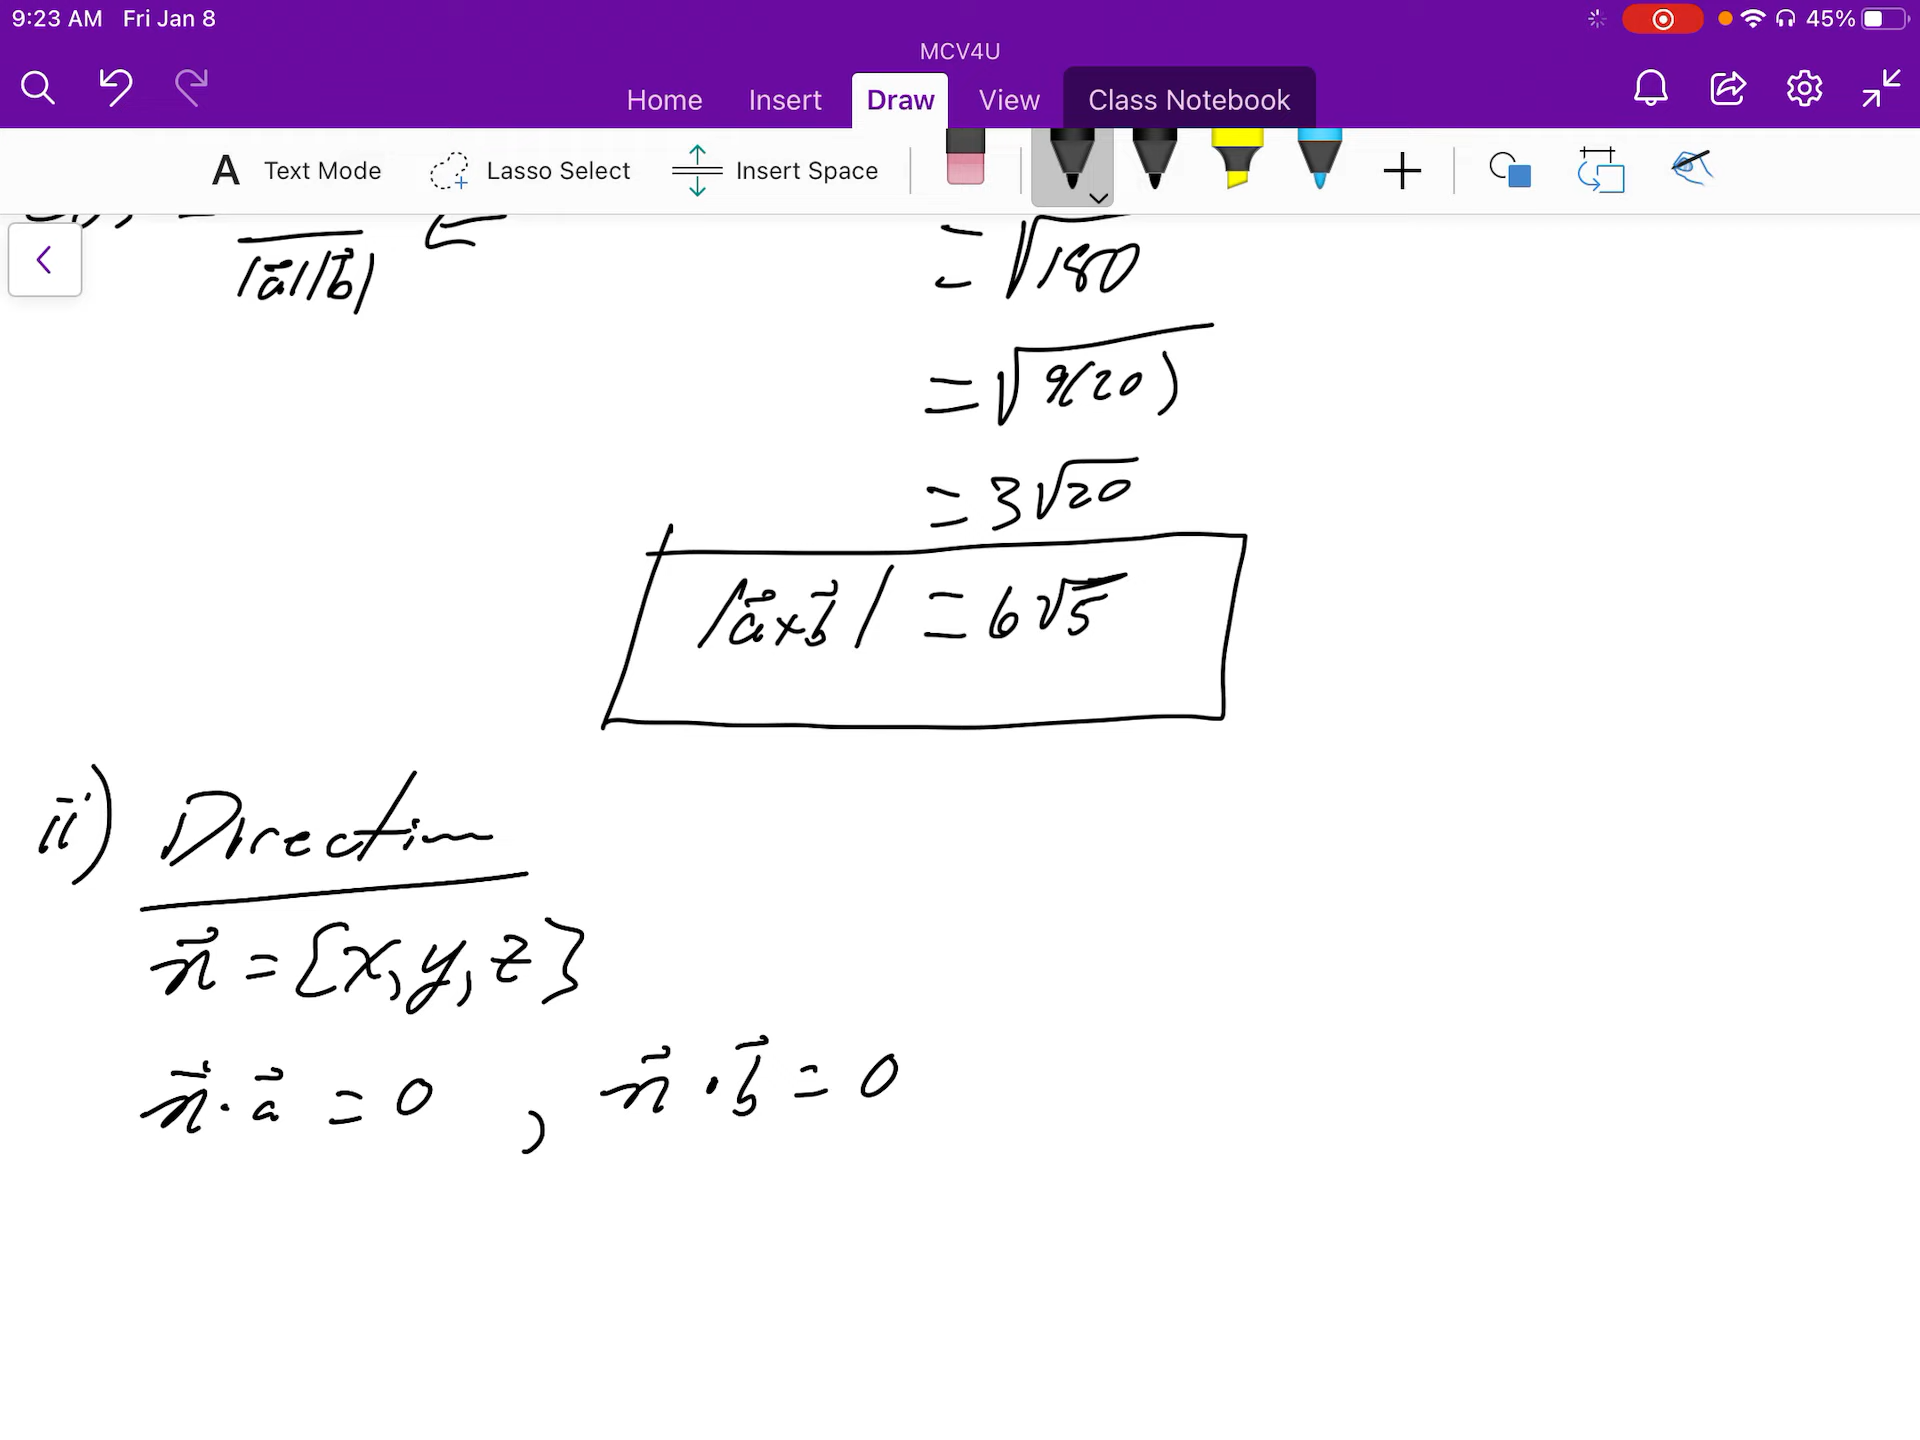 9:23 AM Fri Jan 8
45%
MCV4U
Home Insert Draw View Class Notebook
A Text Mode Lasso Select Insert Space
|a⃗||b⃗|
= √180
= √9(20)
= 3√20
|a⃗×b⃗| = 6√5
ii) Direction
n⃗ = {x, y, z}
n⃗·a⃗ = 0 , n⃗·b⃗ = 0